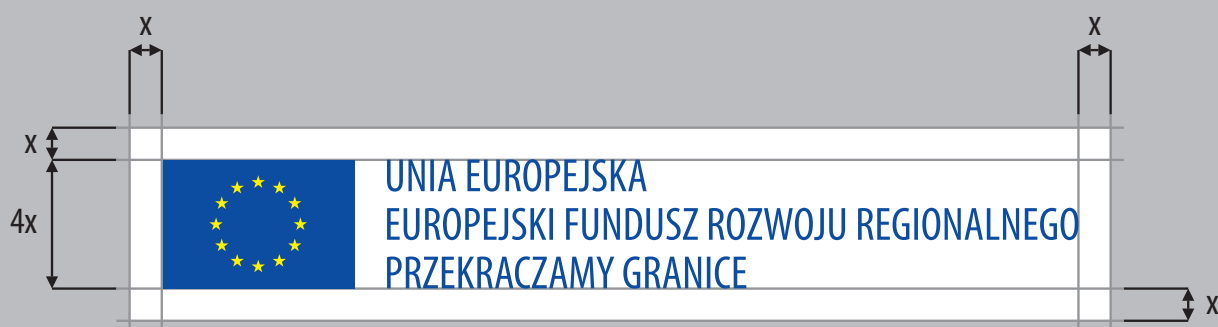 x x
x
UNIA EUROPEJSKA
4x EUROPEJSKI FUNDUSZ ROZWOJU REGIONALNEGO
PRZEKRACZAMY GRANICE
x